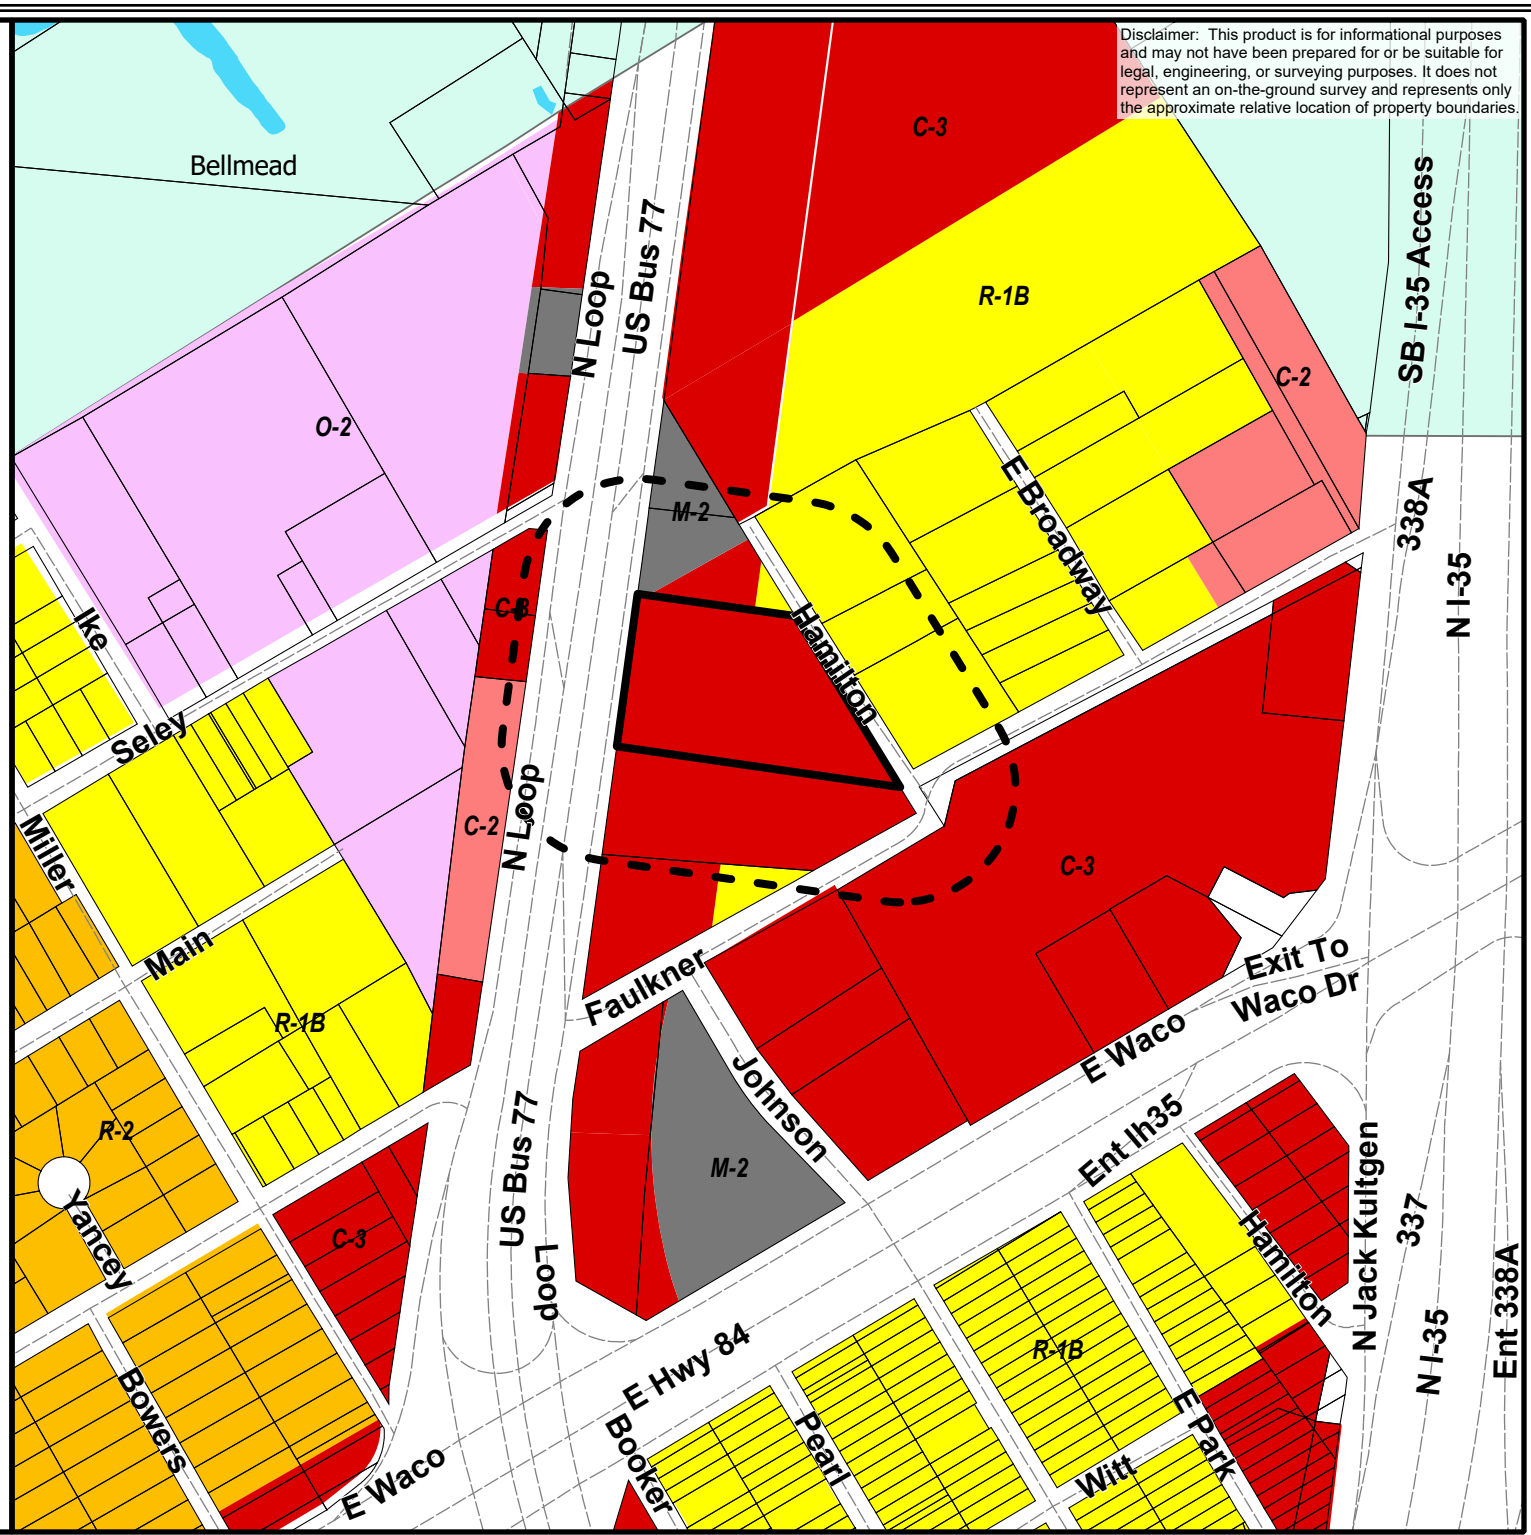 Disclaimer: This product is for informational purposes
and may not have been prepared for or be suitable for
legal, engineering, or surveying purposes. It does not
represent an on-the-ground survey and represents only
the approximate relative location of property boundaries.
C-3
Bellmead
SB I-35 Access
US Bus 77
N Loop
R-1B
C-2
O-2
E Broadway
338A
M-2
N I-35
C-3
Ike
Hamilton
Seley
N Loop
C-2
Miller
C-3
Main
Faulkner
Exit To
Waco Dr
R-1B
E Waco
Johnson
R-2
Ent Ih35
US Bus 77
M-2
N Jack Kultgen
337
Yancey
C-3
Loop
Hamilton
Ent 338A
N I-35
R-1B
E Hwy 84
Bowers
E Park
Pearl
Booker
Witt
E Waco